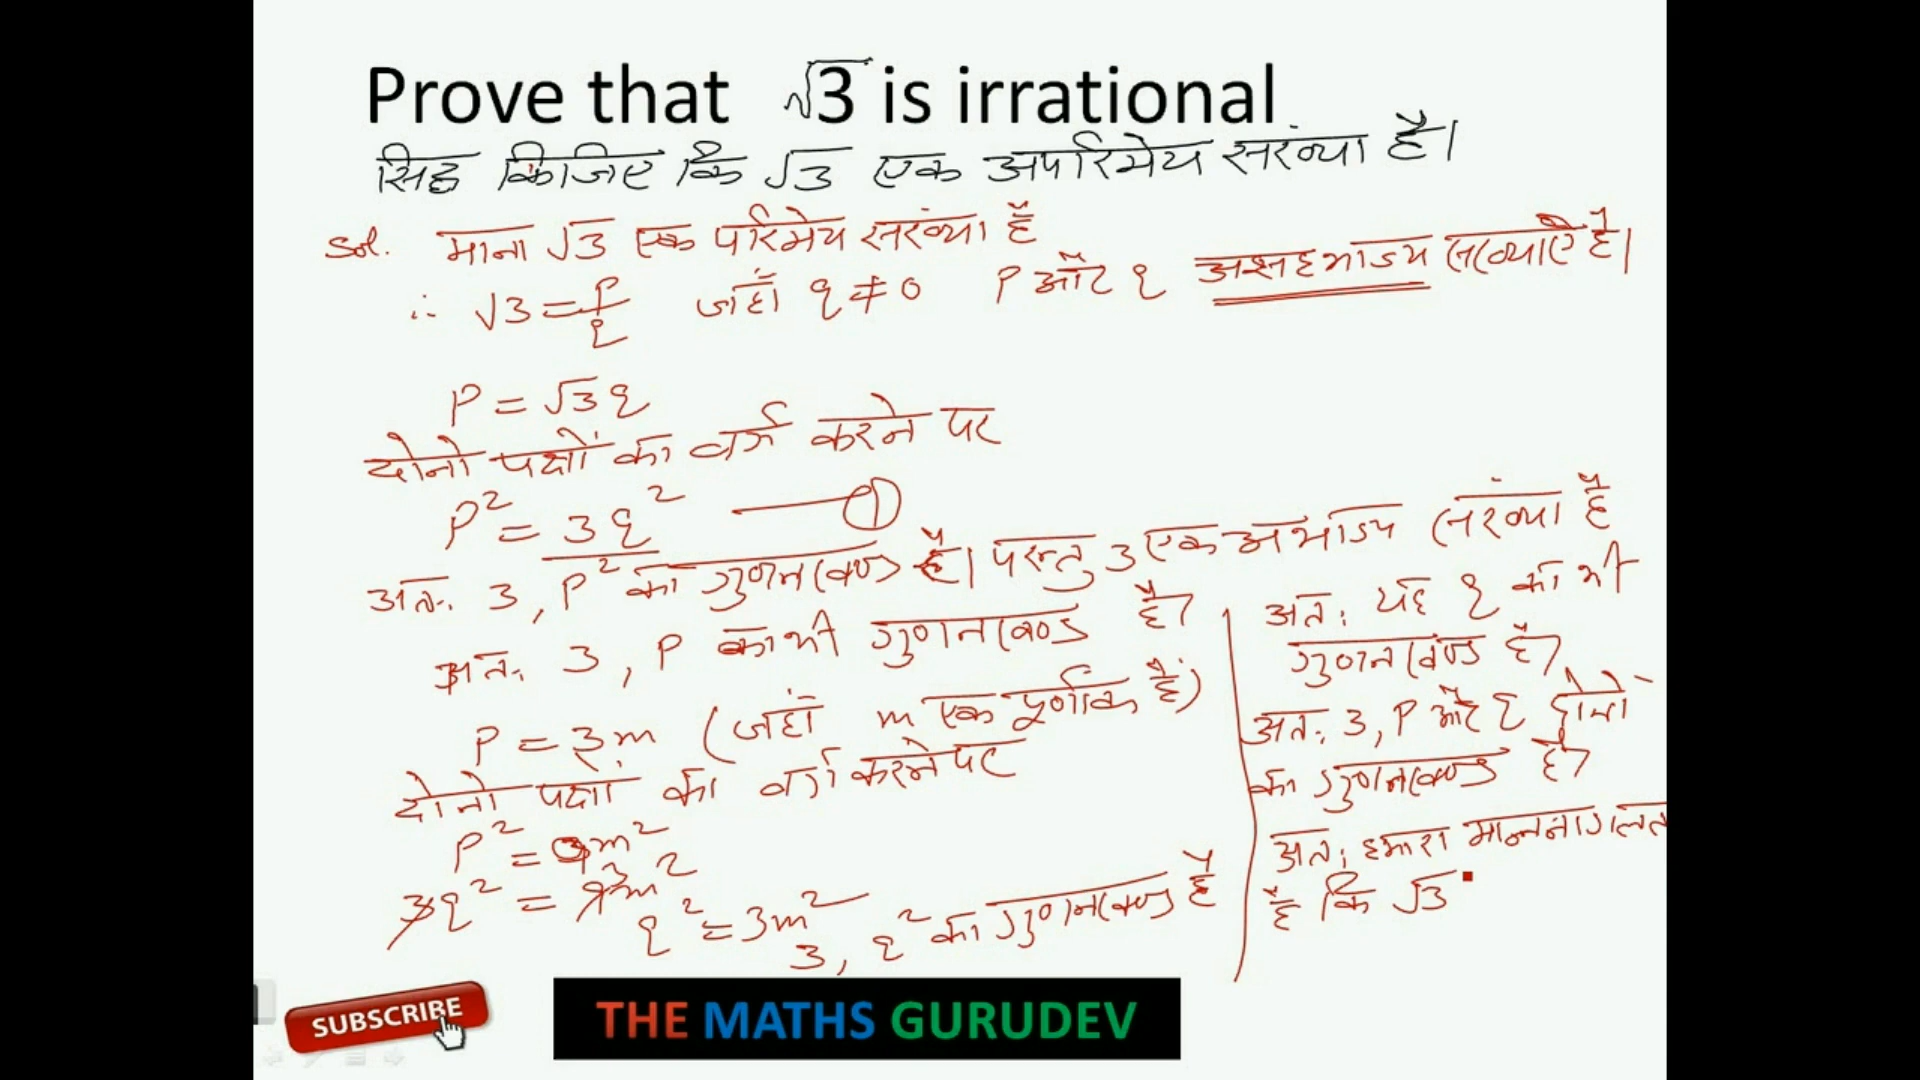 Prove that √3 is irrational
सिद्ध किजिए कि √3 एक अपरिमेय संख्या है।
Sol. माना √3 एक परिमेय संख्या है
∴ √3 = P/q जहाँ q ≠ 0 P और q असहभाज्य संख्याएँ है।
P = √3 q
दोनो पक्षों का वर्ग करने पर
P² = 3q² ① 
अतः 3, P² का गुणनखण्ड है। परन्तु 3 एक अभाज्य संख्या है
अतः 3, P का भी गुणनखण्ड है।
P = 3m (जहाँ m एक पूर्णांक है)
दोनो पक्षों का वर्ग करने पर
P² = 9m²
3q² = 9 3m²
q² = 3m²
3, q² का गुणनखण्ड है
अतः यह q का भी
गुणनखंण्ड है।
अतः 3, P और q दोनो
का गुणनखण्ड है।
अतः हमारा मानना गलत
है कि √3
SUBSCRIBE
THE MATHS GURUDEV